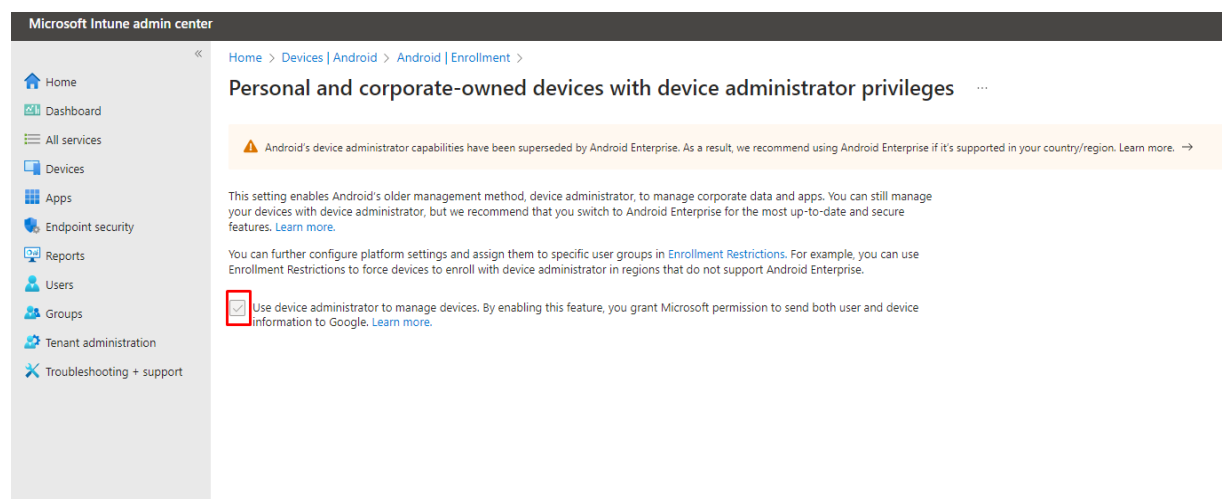 Microsoft Intune admin center
«
Home > Devices | Android > Android | Enrollment >
Personal and corporate-owned devices with device administrator privileges ...
Home
Dashboard
All services
Devices
Apps
Endpoint security
Reports
Users
Groups
Tenant administration
Troubleshooting + support
Android's device administrator capabilities have been superseded by Android Enterprise. As a result, we recommend using Android Enterprise if it's supported in your country/region. Learn more. →
This setting enables Android's older management method, device administrator, to manage corporate data and apps. You can still manage
your devices with device administrator, but we recommend that you switch to Android Enterprise for the most up-to-date and secure
features. Learn more.
You can further configure platform settings and assign them to specific user groups in Enrollment Restrictions. For example, you can use
Enrollment Restrictions to force devices to enroll with device administrator in regions that do not support Android Enterprise.
Use device administrator to manage devices. By enabling this feature, you grant Microsoft permission to send both user and device
information to Google. Learn more.